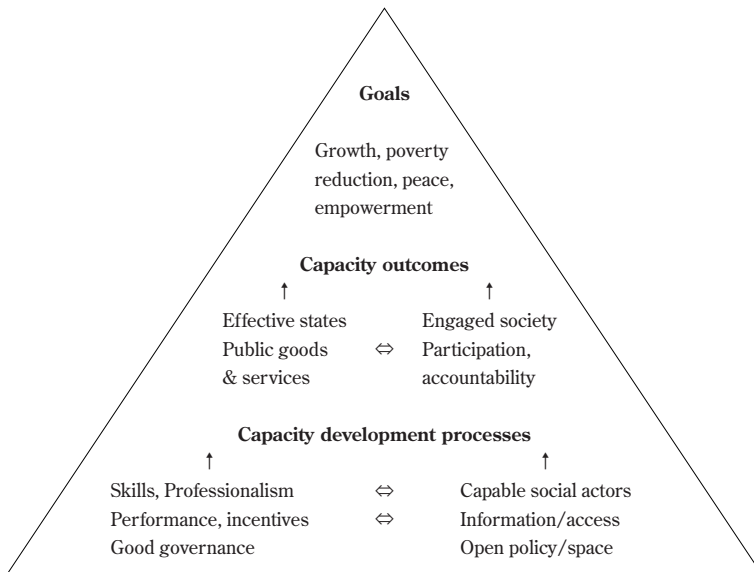 Goals
Growth, poverty
reduction, peace,
empowerment
Capacity outcomes
↑ ↑
Effective states Engaged society
Public goods ⇔ Participation,
& services accountability
Capacity development processes
↑ ↑
Skills, Professionalism ⇔ Capable social actors
Performance, incentives ⇔ Information/access
Good governance Open policy/space